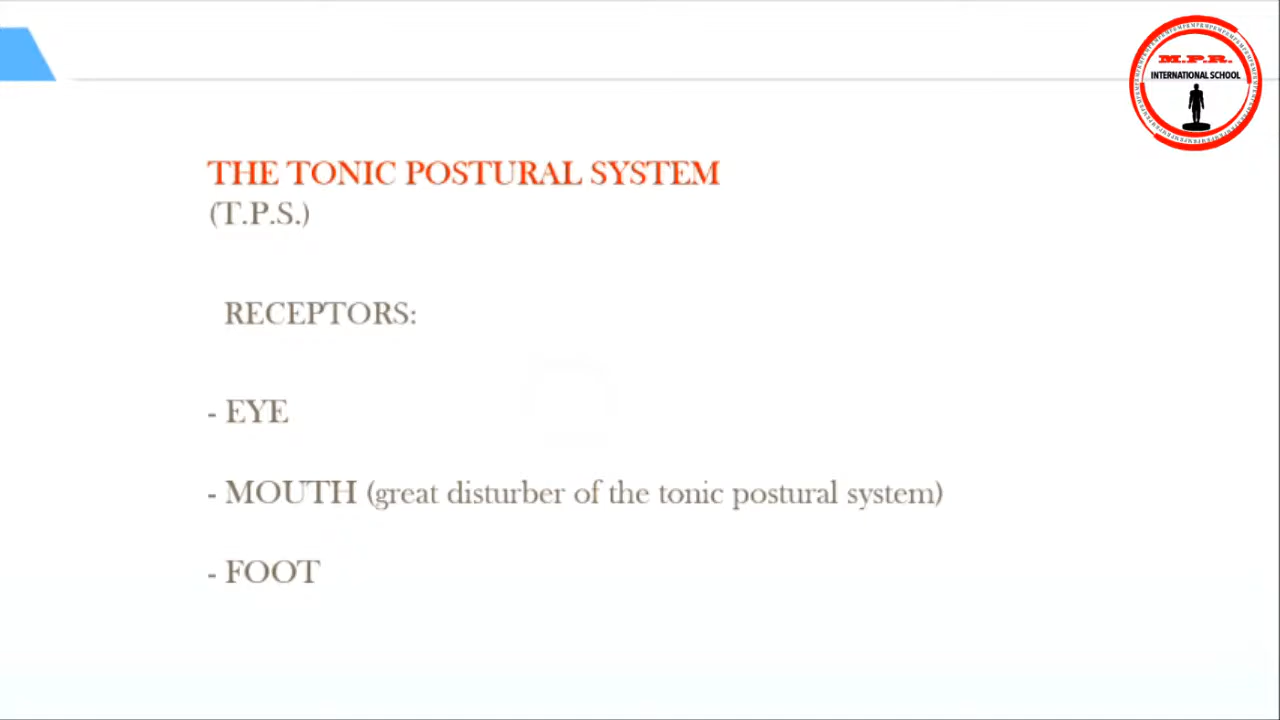 M.P.R.
INTERNATIONAL SCHOOL
THE TONIC POSTURAL SYSTEM
(T.P.S.)
RECEPTORS:
- EYE
- MOUTH (great disturber of the tonic postural system)
- FOOT